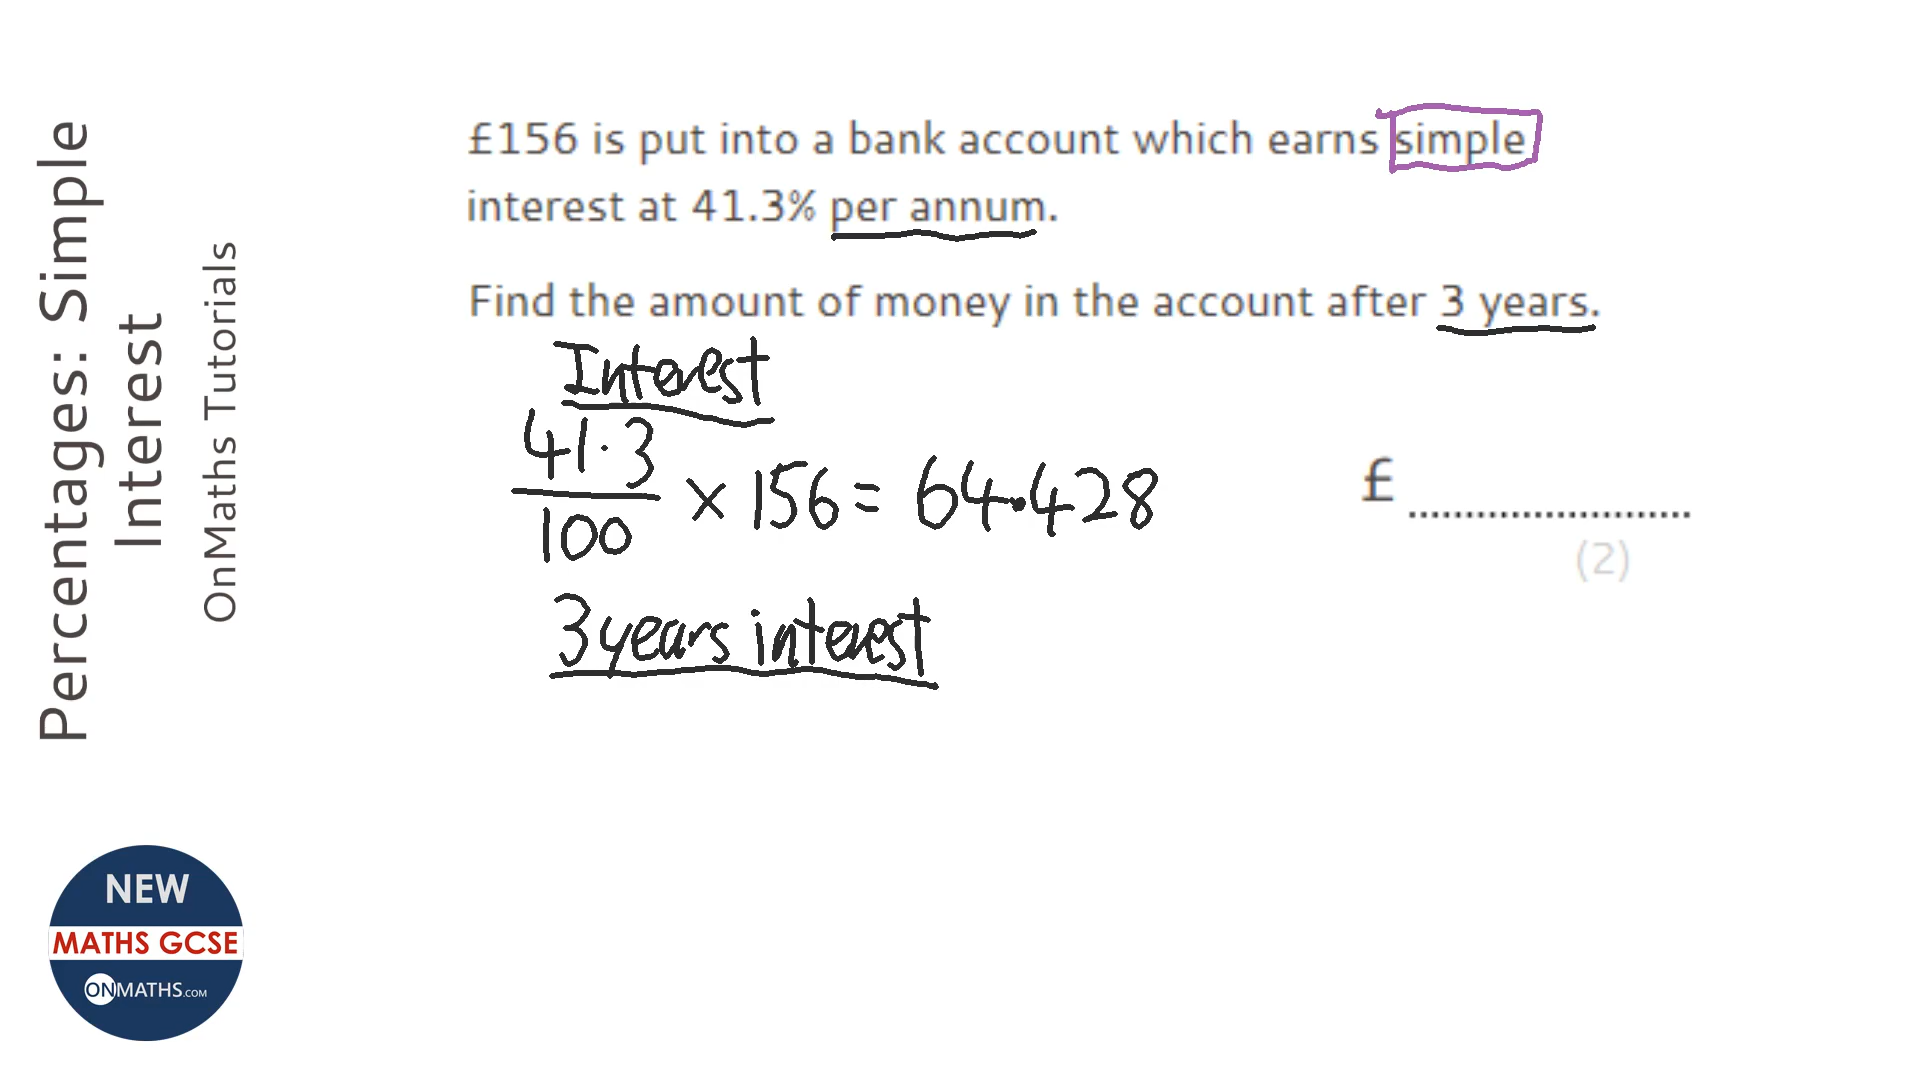 Percentages: Simple
Interest
OnMaths Tutorials
£156 is put into a bank account which earns simple
interest at 41.3% per annum.
Find the amount of money in the account after 3 years.
Interest
41.3
100
× 156 = 64.428
£ ........................
(2)
3 years interest
NEW
MATHS GCSE
ONMATHS.COM